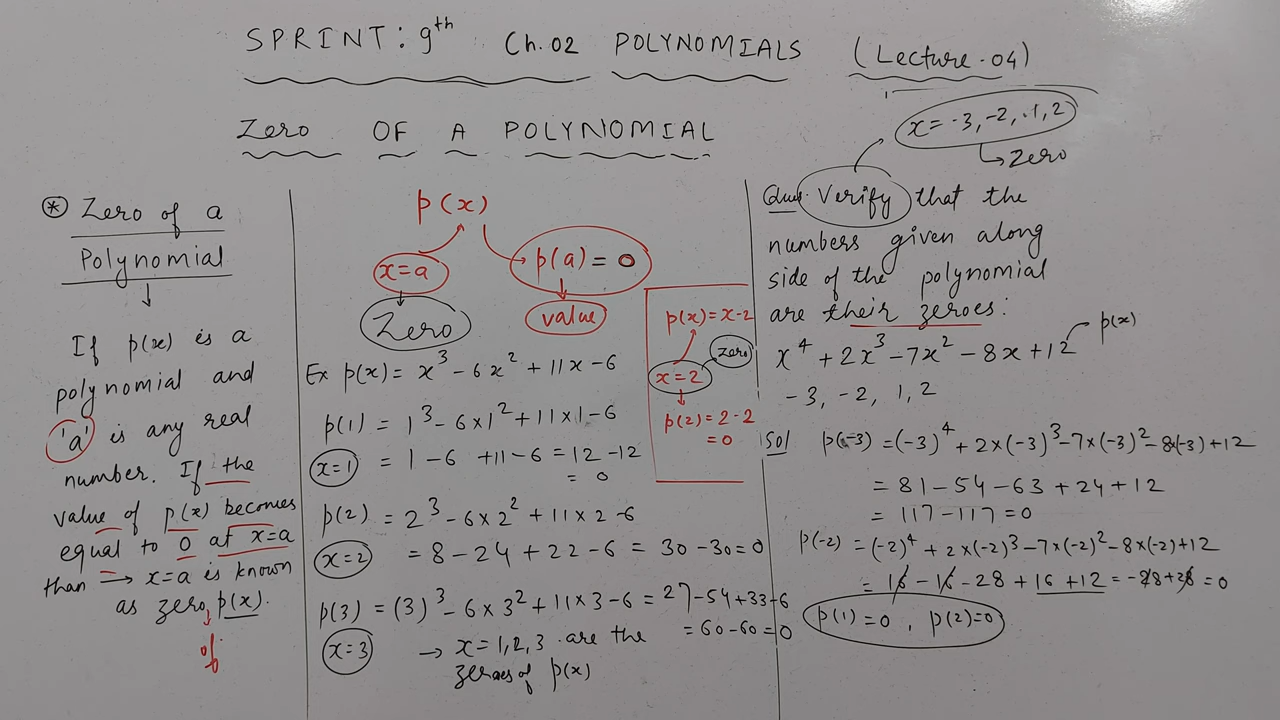 SPRINT: 9th Ch.02 POLYNOMIALS (Lecture-04)
Zero OF A POLYNOMIAL
* Zero of a
Polynomial
↓
If p(x) is a
polynomial and
'a' is any real
number. If the
value of p(x) becomes
equal to 0 at x=a
than → x=a is known
as zero p(x).
of
p(x)
x=a
p(a) = 0
Zero
value
p(x) = x-2
zero
x=2
p(2) = 2-2
= 0
Ex p(x) = x³ - 6x² + 11x - 6
p(1) = 1³ - 6×1² + 11×1 - 6
x=1 = 1 - 6 + 11 - 6 = 12 - 12
= 0
p(2) = 2³ - 6×2² + 11×2 - 6
x=2 = 8 - 24 + 22 - 6 = 30 - 30 = 0
p(3) = (3)³ - 6×3² + 11×3 - 6 = 27 - 54 + 33 - 6
= 60 - 60 = 0
x=3 → x = 1,2,3 are the
zeroes of p(x)
x = -3, -2, 1, 2
↳ Zero
Ques. Verify that the
numbers given along
side of the polynomial
are their zeroes:
x⁴ + 2x³ - 7x² - 8x + 12 p(x)
-3, -2, 1, 2
Sol p(-3) = (-3)⁴ + 2×(-3)³ - 7×(-3)² - 8×(-3) + 12
= 81 - 54 - 63 + 24 + 12
= 117 - 117 = 0
p(-2) = (-2)⁴ + 2×(-2)³ - 7×(-2)² - 8×(-2) + 12
= 16 - 16 - 28 + 16 + 12 = -28 + 28 = 0
p(1) = 0, p(2) = 0